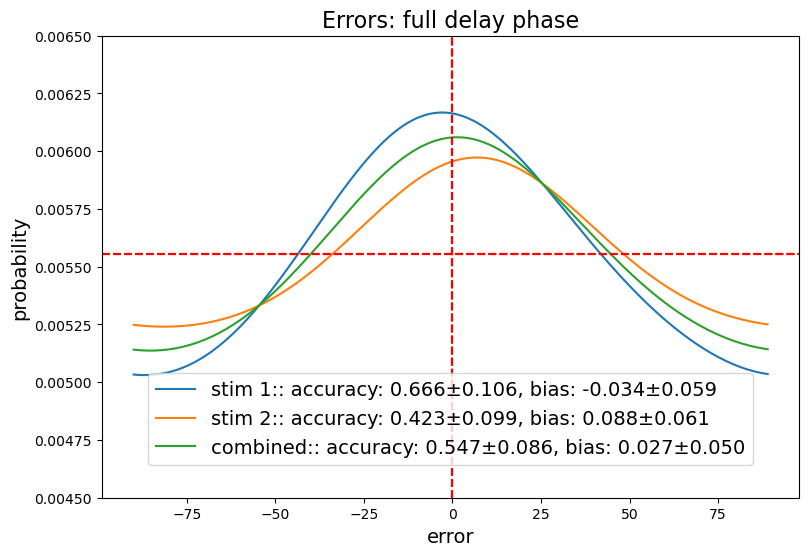 Errors: full delay phase
0.00650
0.00625
0.00600
0.00575
0.00550
0.00525
0.00500
0.00475
0.00450
probability
stim 1:: accuracy: 0.666±0.106, bias: -0.034±0.059
stim 2:: accuracy: 0.423±0.099, bias: 0.088±0.061
combined:: accuracy: 0.547±0.086, bias: 0.027±0.050
−75
−50
−25
0
25
50
75
error